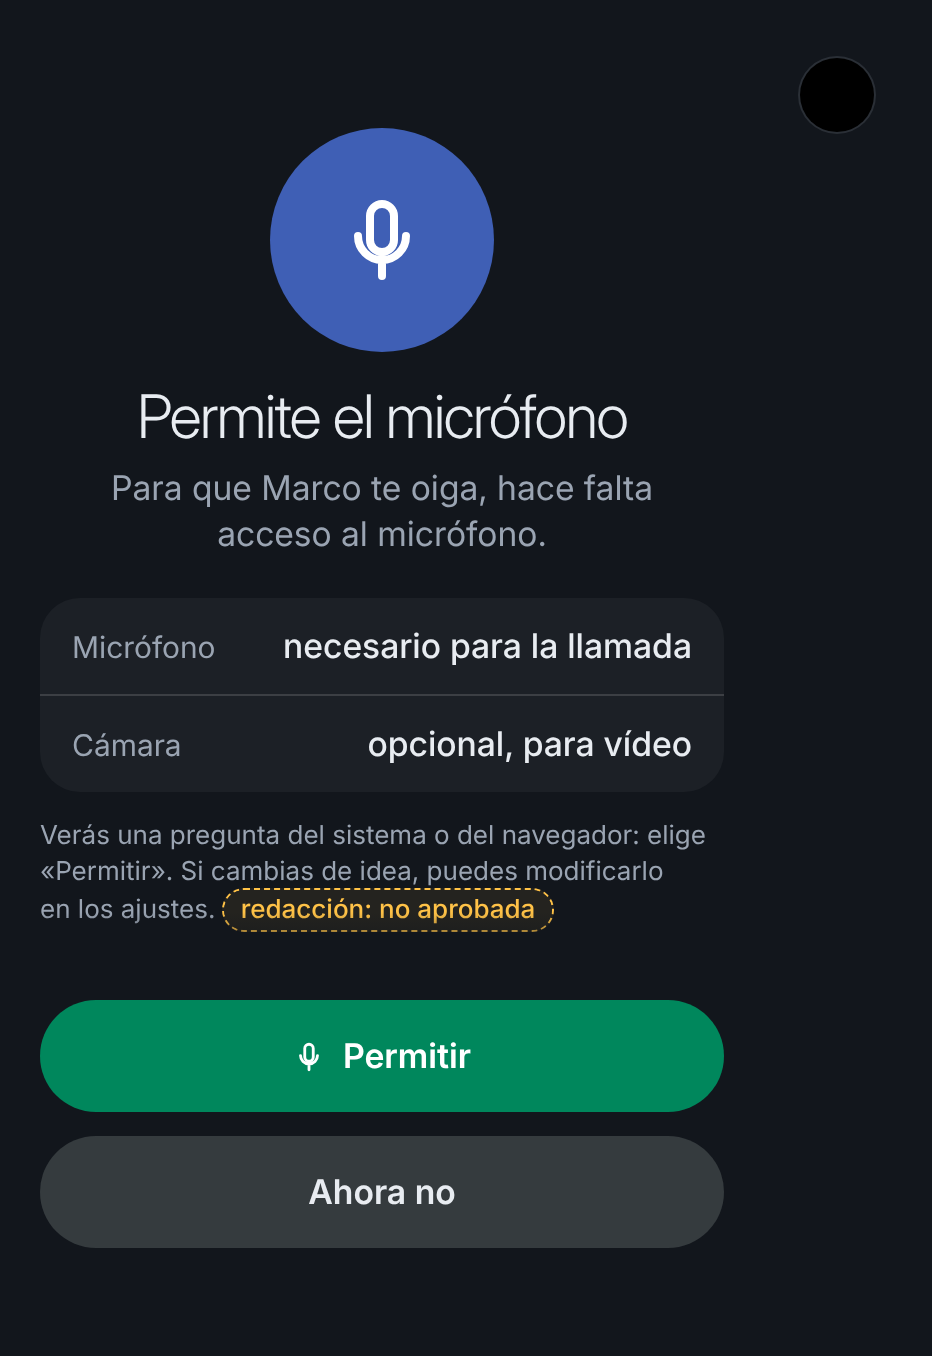 Permite el micrófono
Para que Marco te oiga, hace falta
acceso al micrófono.
Micrófono necesario para la llamada
Cámara opcional, para vídeo
Verás una pregunta del sistema o del navegador: elige
«Permitir». Si cambias de idea, puedes modificarlo
en los ajustes. redacción: no aprobada
Permitir
Ahora no